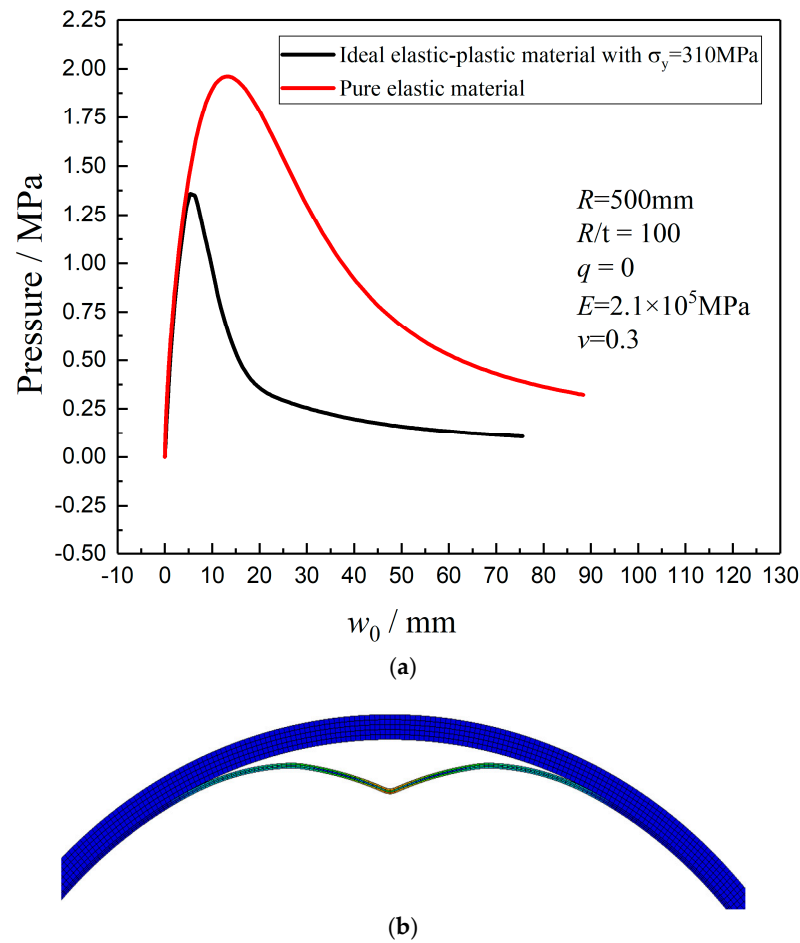 2.25
2.00
1.75
1.50
1.25
1.00
0.75
0.50
0.25
0.00
-0.25
-0.50
Pressure / MPa
Ideal elastic-plastic material with σy=310MPa
Pure elastic material
R=500mm
R/t = 100
q = 0
E=2.1×10⁵MPa
v=0.3
-10 0 10 20 30 40 50 60 70 80 90 100 110 120 130
w₀ / mm
(a)
(b)